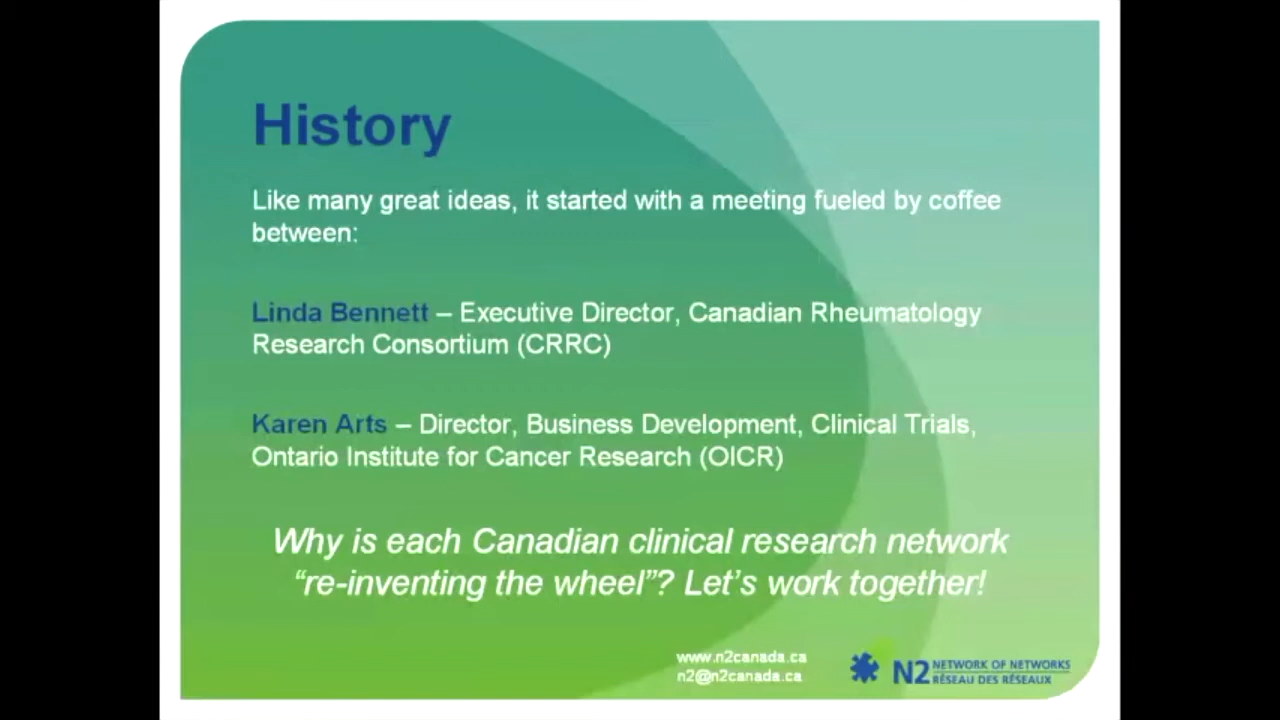 History
Like many great ideas, it started with a meeting fueled by coffee
between:
Linda Bennett – Executive Director, Canadian Rheumatology
Research Consortium (CRRC)
Karen Arts – Director, Business Development, Clinical Trials,
Ontario Institute for Cancer Research (OICR)
Why is each Canadian clinical research network
“re-inventing the wheel”? Let’s work together!
www.n2canada.ca
n2@n2canada.ca
N2 NETWORK OF NETWORKS
RÉSEAU DES RÉSEAUX